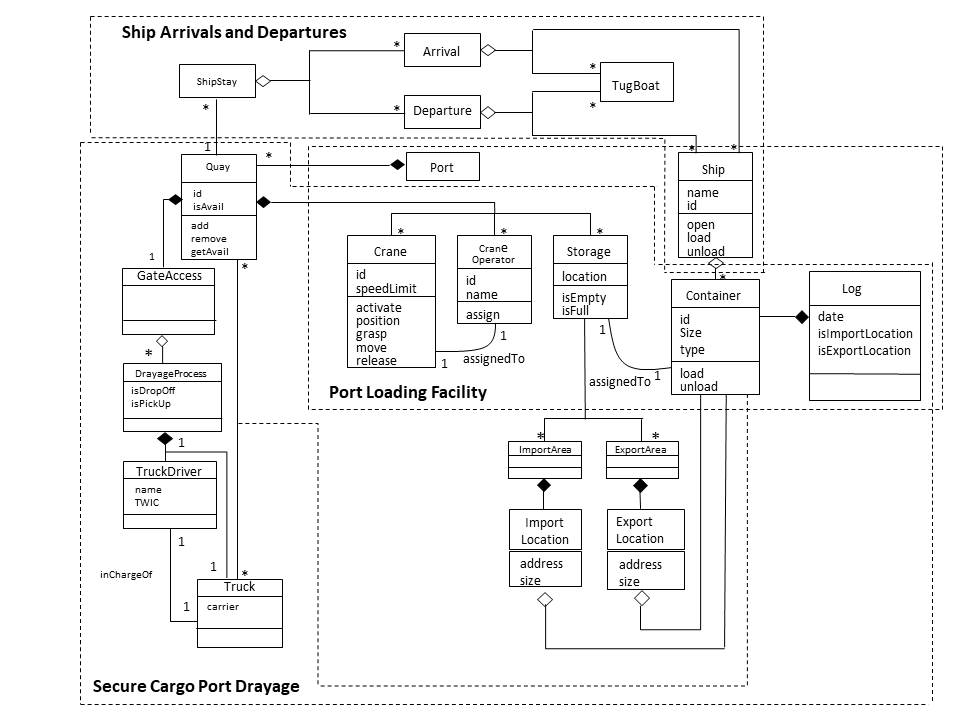 Ship Arrivals and Departures
*
Arrival
ShipStay
*
TugBoat
*
*
Departure
*
*
1
*
*
*
Quay
id
isAvail
add
remove
getAvail
Port
Ship
name
id
open
load
unload
*
1
*
GateAccess
*
*
*
Crane
id
speedLimit
activate
position
grasp
move
release
Crane
Operator
id
name
assign
1
assignedTo
1
Storage
location
isEmpty
isFull
1
assignedTo
1
Container
id
Size
type
load
unload
Log
date
isImportLocation
isExportLocation
Port Loading Facility
*
DrayageProcess
isDropOff
isPickUp
1
TruckDriver
name
TWIC
1
inChargeOf
1
1
*
Truck
carrier
*
ImportArea
*
ExportArea
Import
Location
address
size
Export
Location
address
size
Secure Cargo Port Drayage